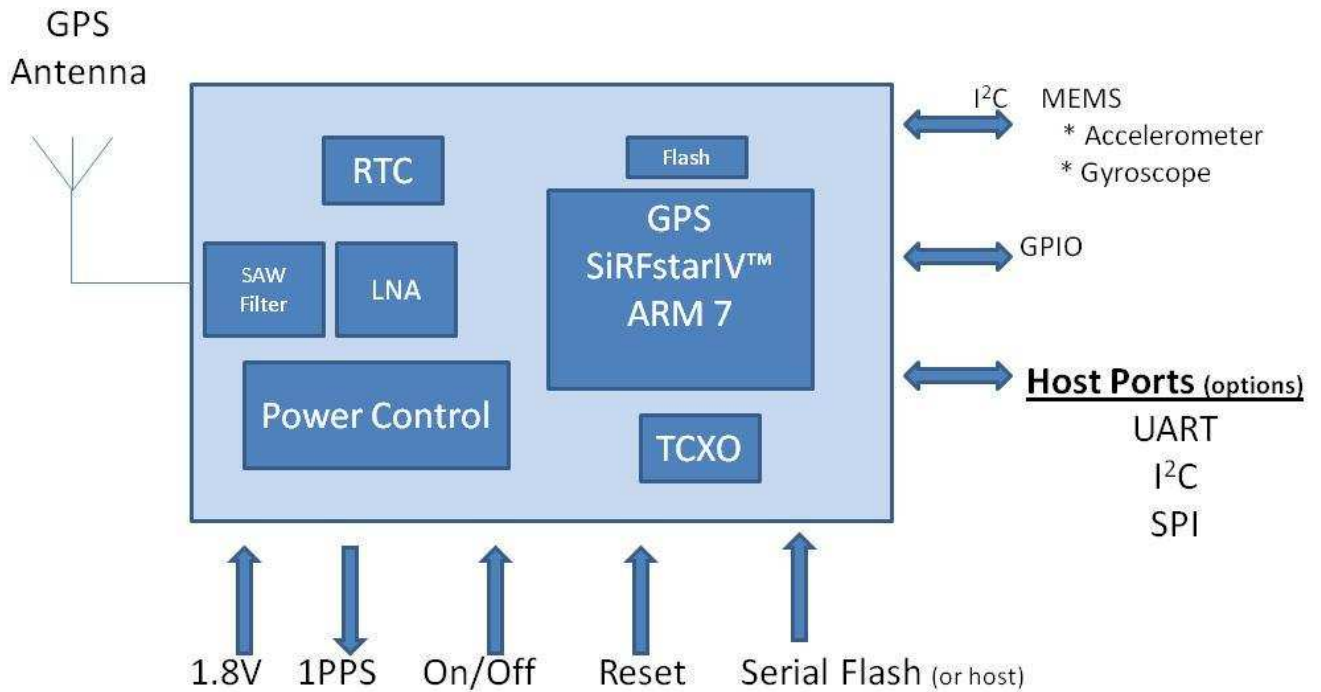 GPS
Antenna
I²C MEMS
* Accelerometer
* Gyroscope
RTC
Flash
GPS
SiRFstarIV™
ARM 7
SAW
Filter
LNA
GPIO
Power Control
TCXO
Host Ports (options)
UART
I²C
SPI
1.8V 1PPS On/Off Reset Serial Flash (or host)